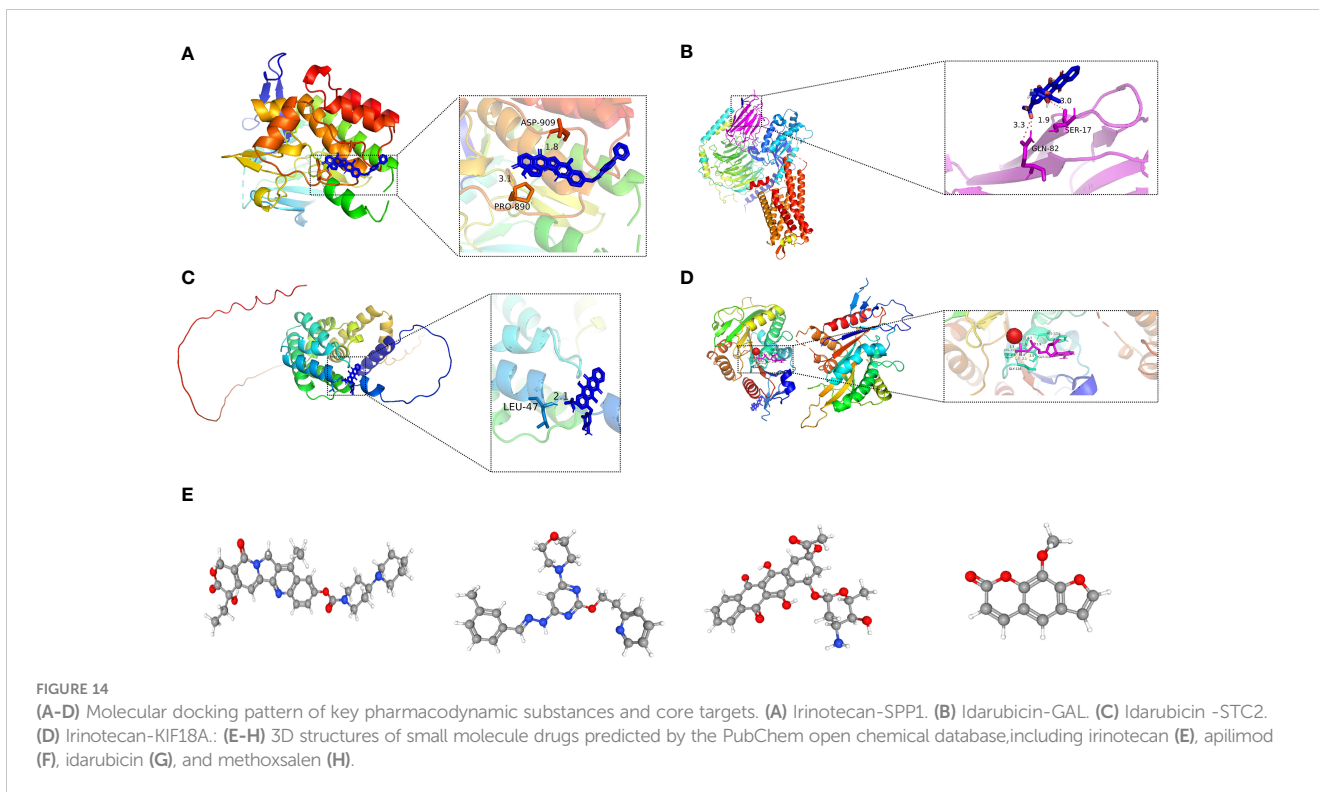 A
ASP-909
1.8
3.1
PRO-890
B
3.0
1.9
SER-17
3.3
GLN-82
C
2.1
LEU-47
D
E
FIGURE 14
(A-D) Molecular docking pattern of key pharmacodynamic substances and core targets. (A) Irinotecan-SPP1. (B) Idarubicin-GAL. (C) Idarubicin -STC2.
(D) Irinotecan-KIF18A.: (E-H) 3D structures of small molecule drugs predicted by the PubChem open chemical database,including irinotecan (E), apilimod
(F), idarubicin (G), and methoxsalen (H).